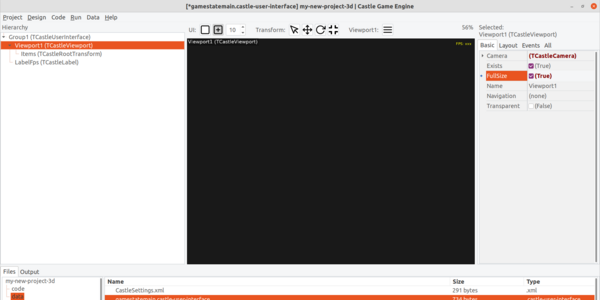 [*gamestatemain.castle-user-interface] my-new-project-3d | Castle Game Engine
Project Design Code Run Data Help
Hierarchy
Group1 (TCastleUserInterface)
Viewport1 (TCastleViewport)
Items (TCastleRootTransform)
LabelFps (TCastleLabel)
UI: 10 Transform: Viewport1: 56%
Viewport1 (TCastleViewport)
FPS: xxx
Selected:
Viewport1 (TCastleViewport)
Basic Layout Events All
Camera (TCastleCamera)
Exists (True)
FullSize (True)
Name Viewport1
Navigation (none)
Transparent (False)
Files Output
my-new-project-3d
code
data
Name Size Type
CastleSettings.xml 291 bytes .xml
gamestatemain.castle-user-interface 734 bytes .castle-user-interface